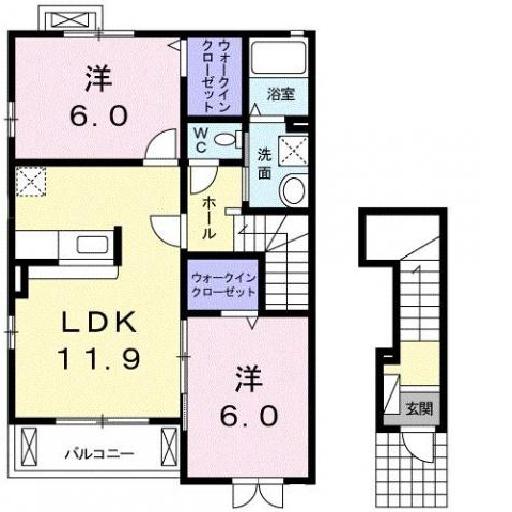 洋
6.0
ウォークイン
クローゼット
浴室
WC
洗面
ホール
ウォークイン
クローゼット
LDK
11.9
洋
6.0
玄関
バルコニー